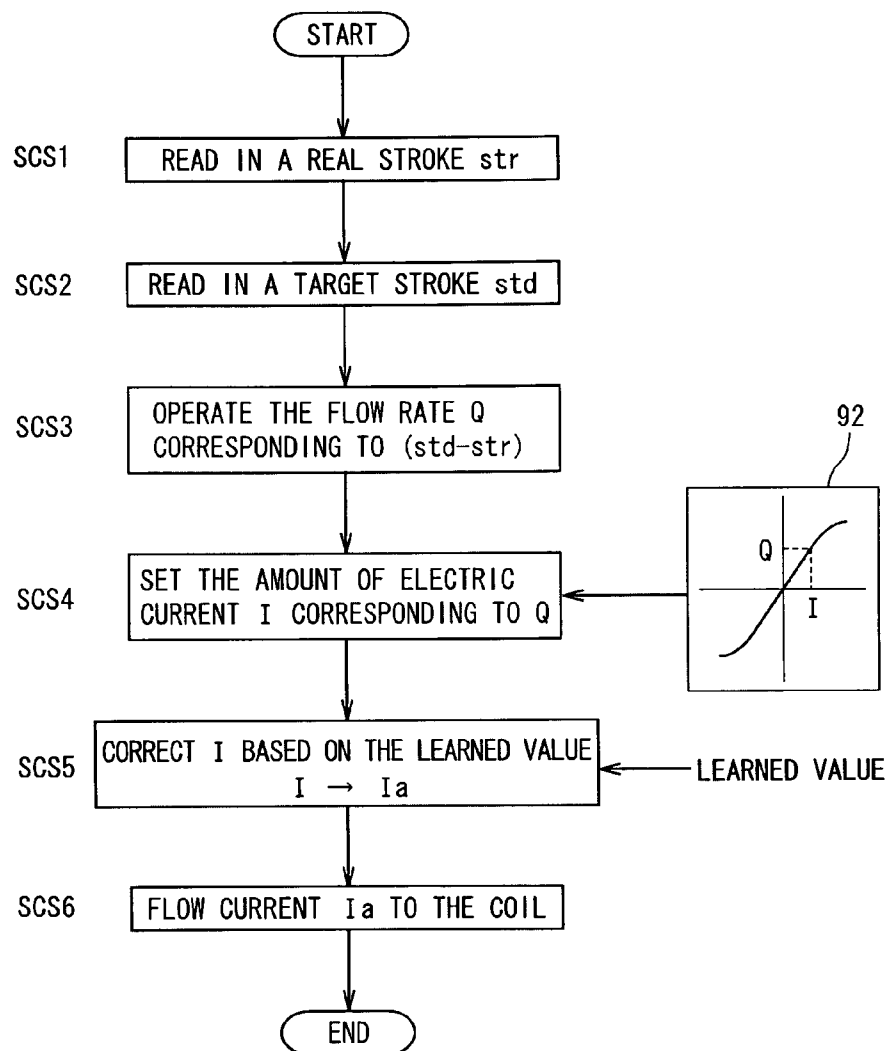 START
SCS1
READ IN A REAL STROKE str
SCS2
READ IN A TARGET STROKE std
SCS3
OPERATE THE FLOW RATE Q
CORRESPONDING TO (std-str)
92
Q
I
SCS4
SET THE AMOUNT OF ELECTRIC
CURRENT I CORRESPONDING TO Q
SCS5
CORRECT I BASED ON THE LEARNED VALUE
I → Ia
LEARNED VALUE
SCS6
FLOW CURRENT Ia TO THE COIL
END